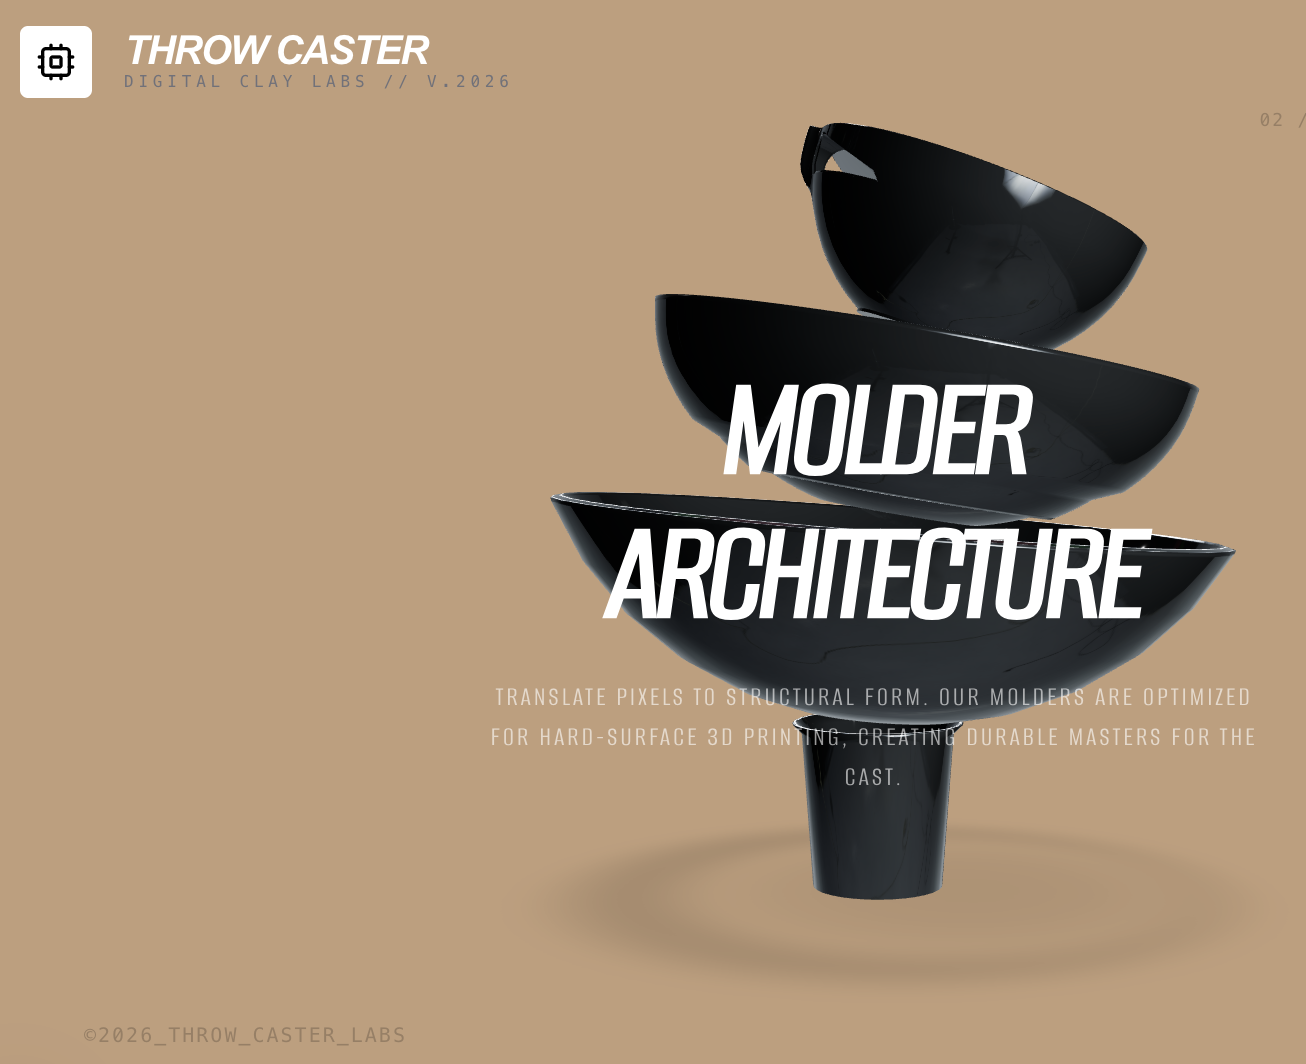 THROW CASTER
DIGITAL CLAY LABS // V.2026
02 /
MOLDER
ARCHITECTURE
TRANSLATE PIXELS TO STRUCTURAL FORM. OUR MOLDERS ARE OPTIMIZED
FOR HARD-SURFACE 3D PRINTING, CREATING DURABLE MASTERS FOR THE
CAST.
©2026_THROW_CASTER_LABS